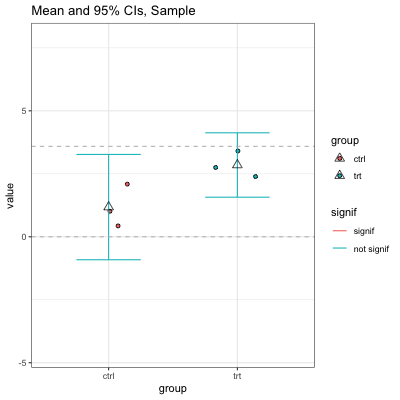 Mean and 95% CIs, Sample
value
5
0
-5
ctrl
trt
group
group
ctrl
trt
signif
signif
not signif